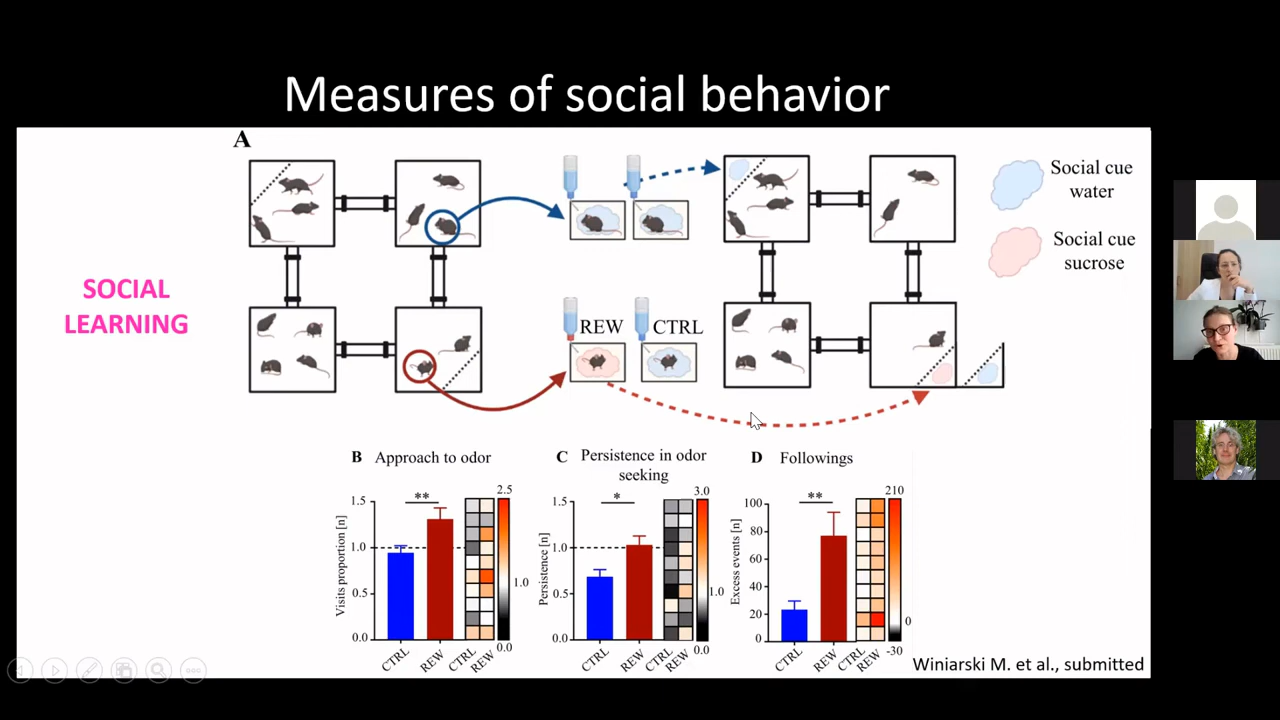 Measures of social behavior
A
SOCIAL
LEARNING
Social cue
water
Social cue
sucrose
REW
CTRL
B Approach to odor
Visits proportion [n]
1.5
1.0
0.5
0.0
**
CTRL
REW
CTRL
REW
2.5
1.0
0.0
C Persistence in odor
seeking
Persistence [n]
1.5
1.0
0.5
0.0
*
CTRL
REW
CTRL
REW
3.0
1.0
0.0
D Followings
Excess events [n]
100
80
60
40
20
0
**
CTRL
REW
CTRL
REW
210
0
-30
Winiarski M. et al., submitted